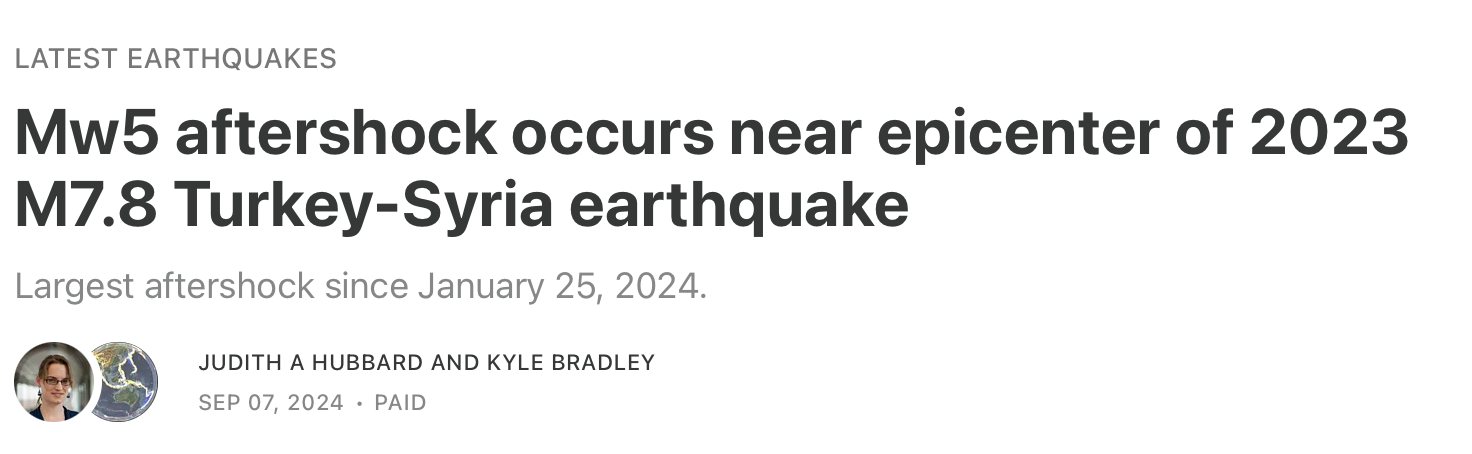 LATEST EARTHQUAKES
Mw5 aftershock occurs near epicenter of 2023
M7.8 Turkey-Syria earthquake
Largest aftershock since January 25, 2024.
JUDITH A HUBBARD AND KYLE BRADLEY
SEP 07, 2024 • PAID